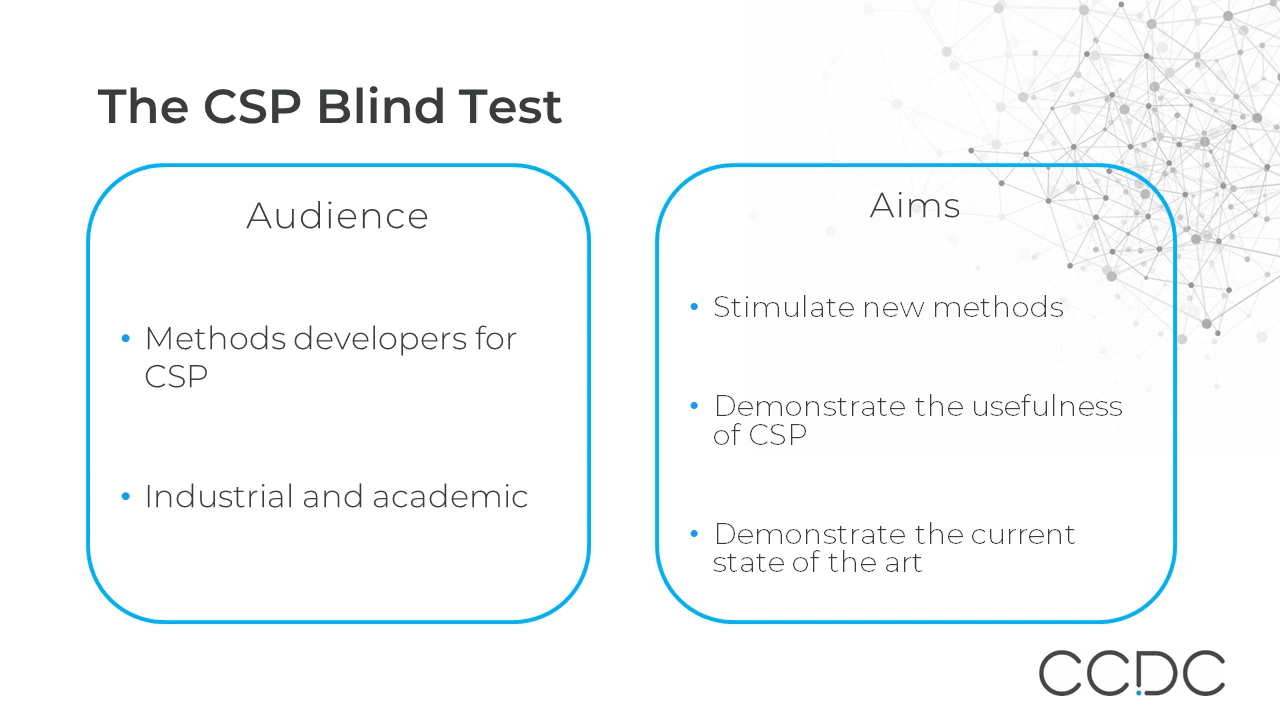 The CSP Blind Test
Audience
• Methods developers for
CSP
• Industrial and academic
Aims
• Stimulate new methods
• Demonstrate the usefulness
of CSP
• Demonstrate the current
state of the art
CCDC